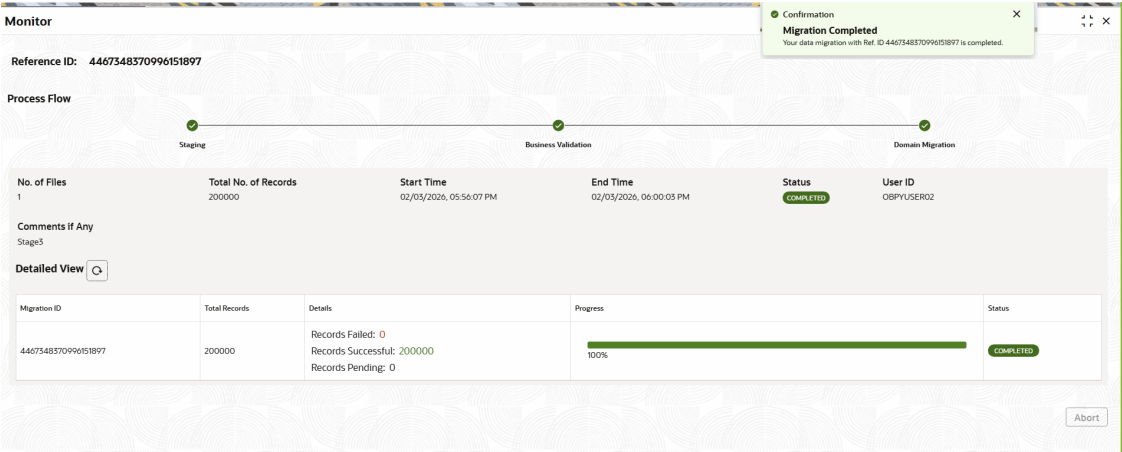 Confirmation
Migration Completed
Your data migration with Ref. ID 4467348370996151897 is completed.
Monitor
Reference ID: 4467348370996151897
Process Flow
Staging
Business Validation
Domain Migration
No. of Files
Total No. of Records
Start Time
End Time
Status
User ID
1
200000
02/03/2026, 05:56:07 PM
02/03/2026, 06:00:03 PM
COMPLETED
OBPYUSER02
Comments if Any
Stage3
Detailed View
Migration ID
Total Records
Details
Progress
Status
4467348370996151897
200000
Records Failed: 0
Records Successful: 200000
Records Pending: 0
100%
COMPLETED
Abort